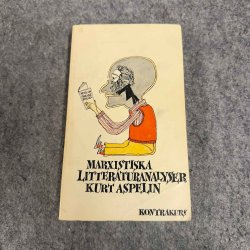 MARXISTISKA
LITTERATURANALYSER
KURT ASPELIN
KONTRAKURS